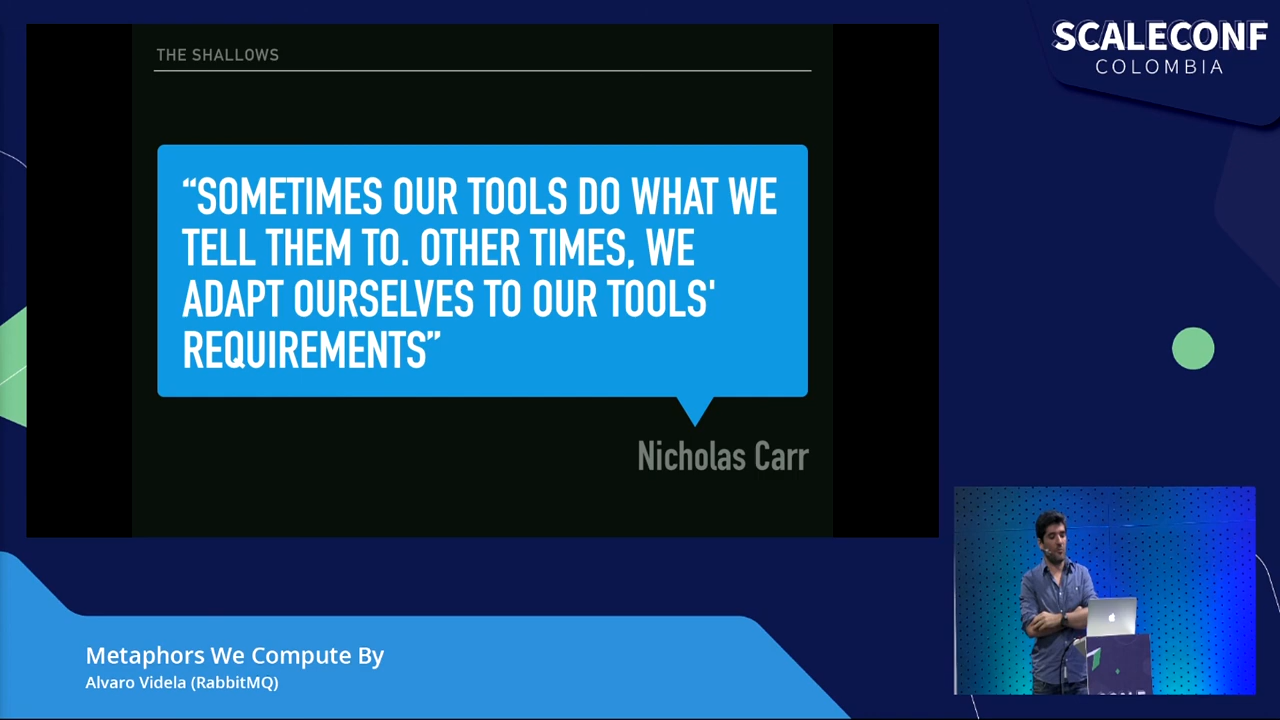 SCALECONF
COLOMBIA
THE SHALLOWS
“SOMETIMES OUR TOOLS DO WHAT WE
TELL THEM TO. OTHER TIMES, WE
ADAPT OURSELVES TO OUR TOOLS'
REQUIREMENTS”
Nicholas Carr
Metaphors We Compute By
Alvaro Videla (RabbitMQ)